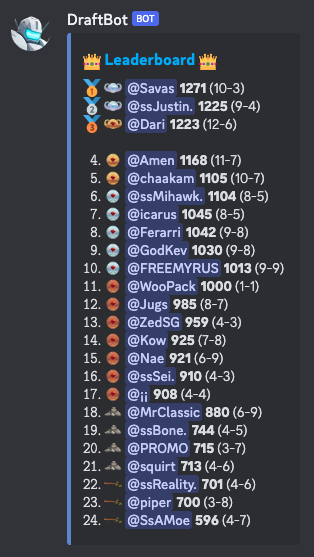 DraftBot BOT
Leaderboard
1 @Savas 1271 (10-3)
2 @ssJustin. 1225 (9-4)
3 @Dari 1223 (12-6)
4. @Amen 1168 (11-7)
5. @chaakam 1105 (10-7)
6. @ssMihawk. 1104 (8-5)
7. @icarus 1045 (8-5)
8. @Ferarri 1042 (9-8)
9. @GodKev 1030 (9-8)
10. @FREEMYRUS 1013 (9-9)
11. @WooPack 1000 (1-1)
12. @Jugs 985 (8-7)
13. @ZedSG 959 (4-3)
14. @Kow 925 (7-8)
15. @Nae 921 (6-9)
16. @ssSei. 910 (4-3)
17. @¡¡ 908 (4-4)
18. @MrClassic 880 (6-9)
19. @ssBone. 744 (4-5)
20. @PROMO 715 (3-7)
21. @squirt 713 (4-6)
22. @ssReality. 701 (4-6)
23. @piper 700 (3-8)
24. @SsAMoe 596 (4-7)